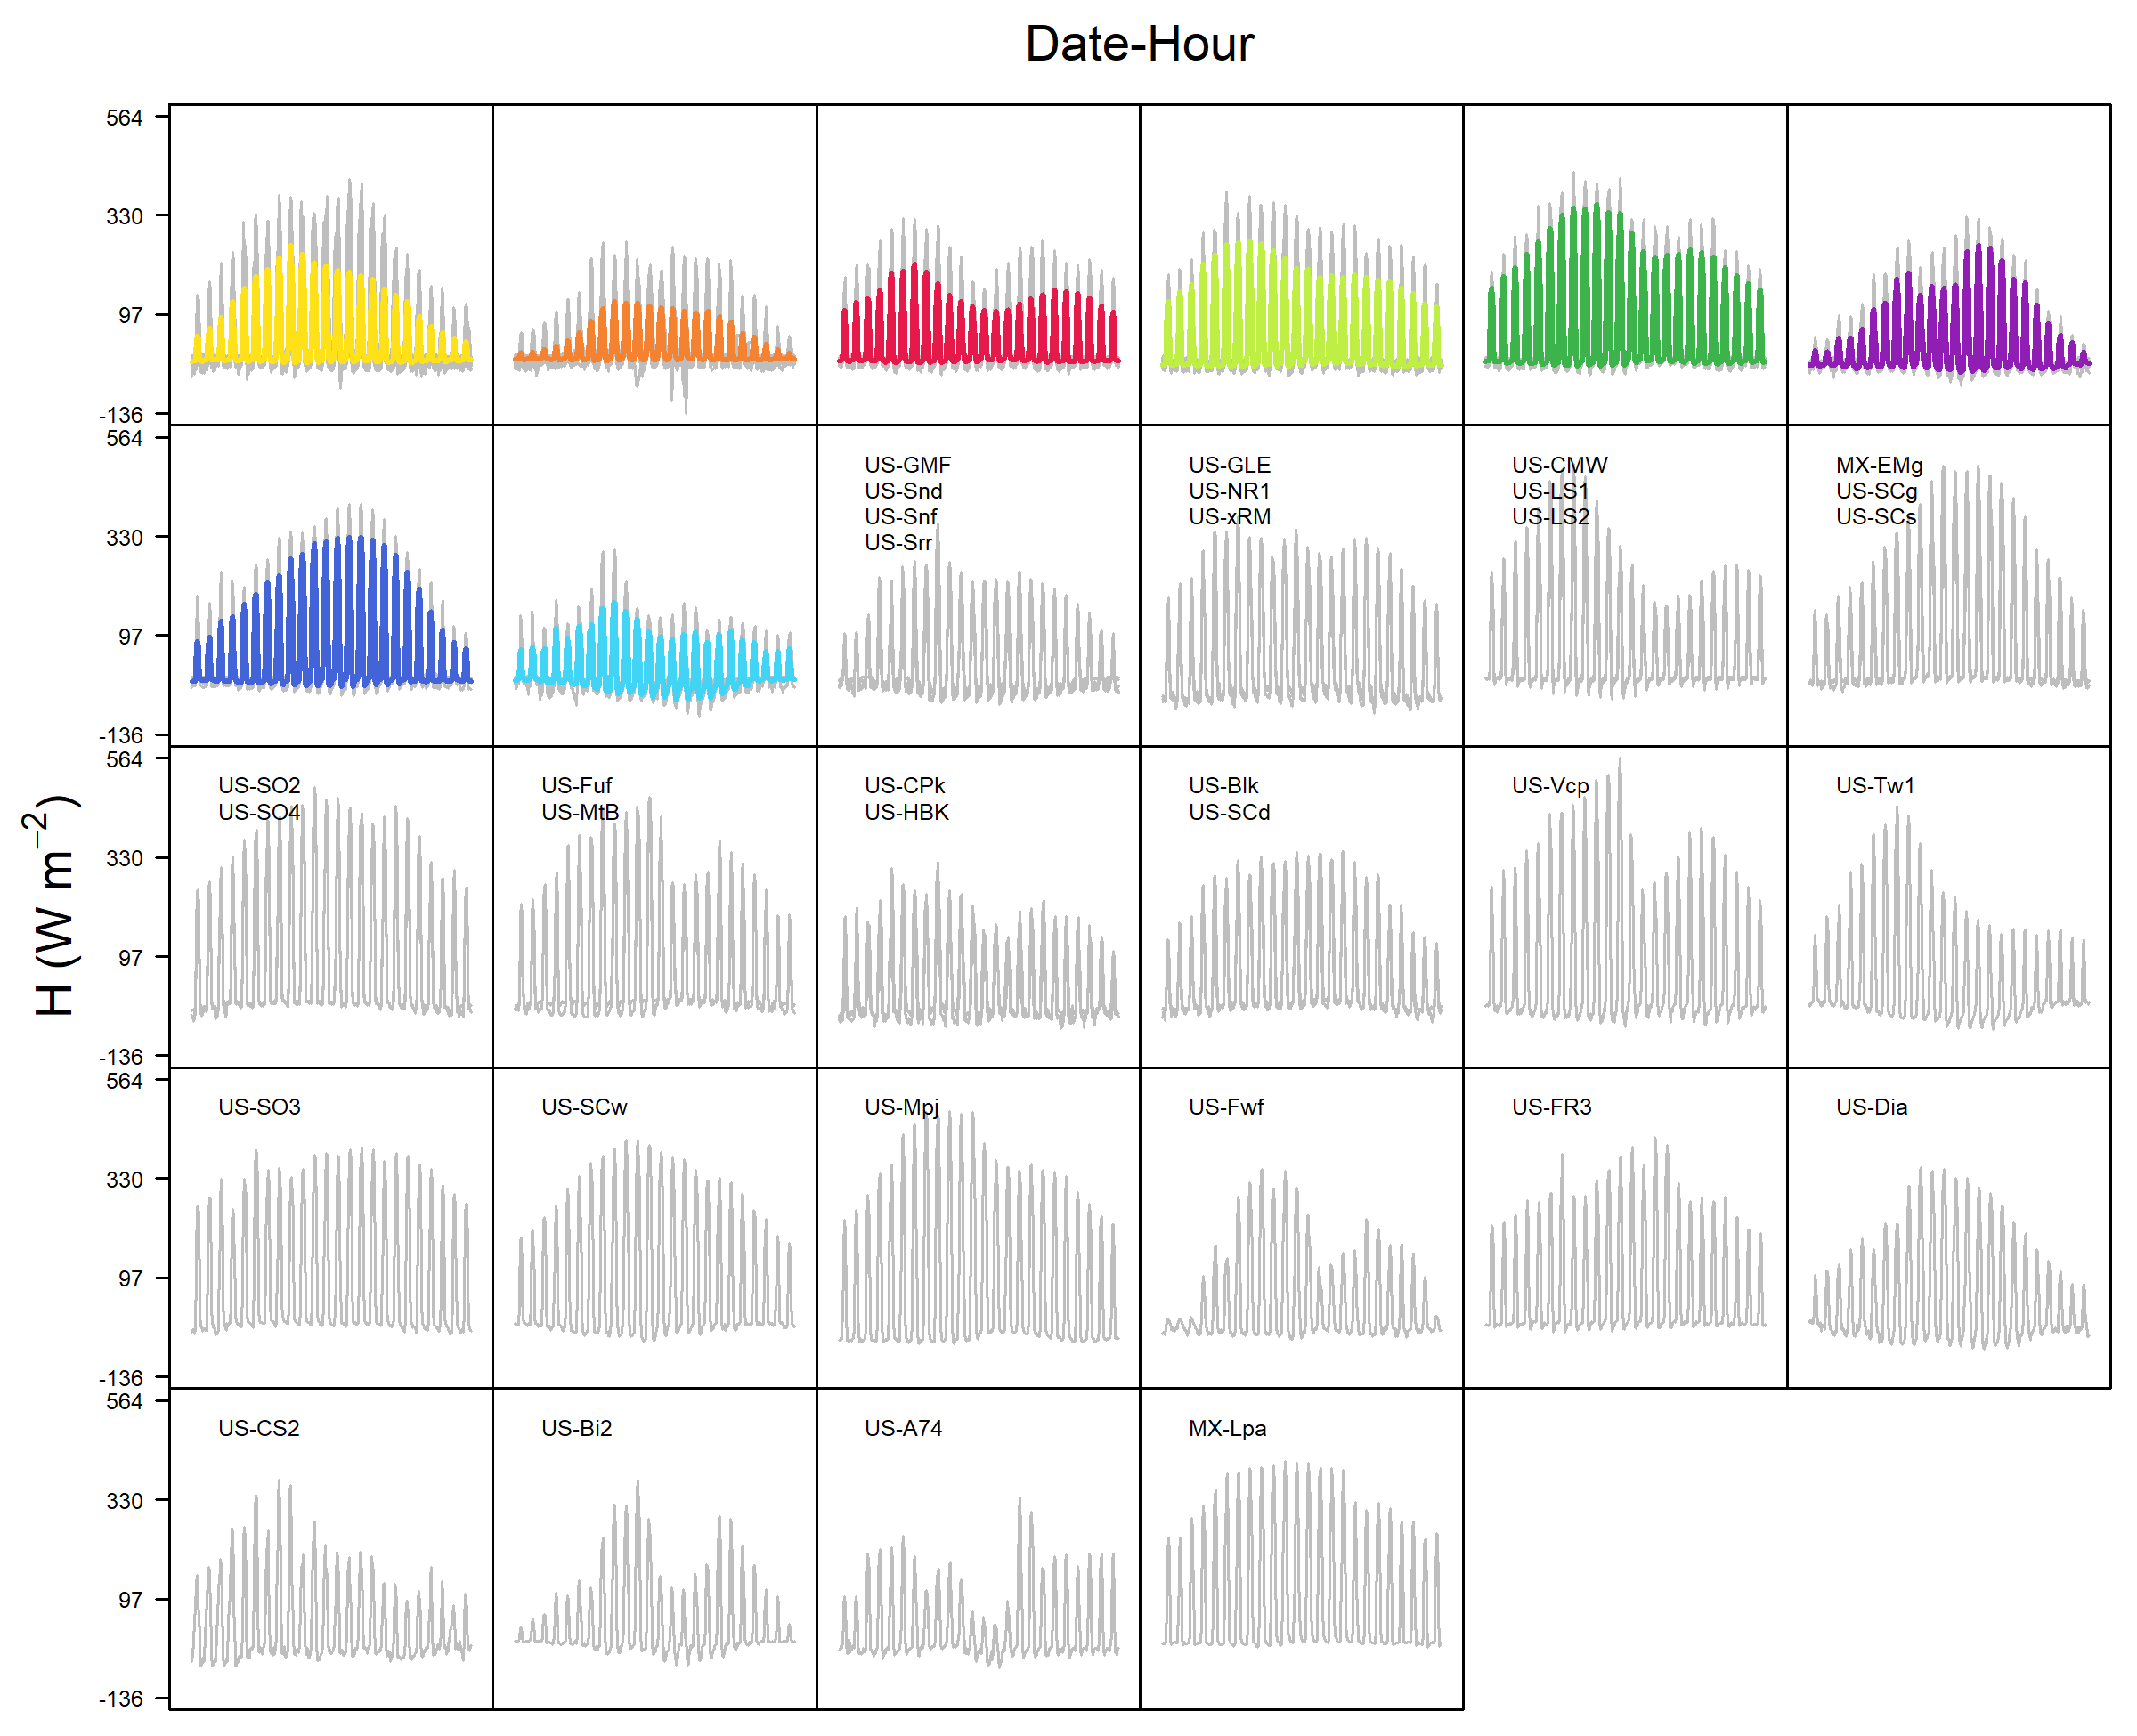 Date-Hour
H (W m⁻²)
564
330
97
-136
564
330
97
-136
US-GMF
US-Snd
US-Snf
US-Srr
US-GLE
US-NR1
US-xRM
US-CMW
US-LS1
US-LS2
MX-EMg
US-SCg
US-SCs
564
330
97
-136
US-SO2
US-SO4
US-Fuf
US-MtB
US-CPk
US-HBK
US-Blk
US-SCd
US-Vcp
US-Tw1
564
330
97
-136
US-SO3
US-SCw
US-Mpj
US-Fwf
US-FR3
US-Dia
564
330
97
-136
US-CS2
US-Bi2
US-A74
MX-Lpa